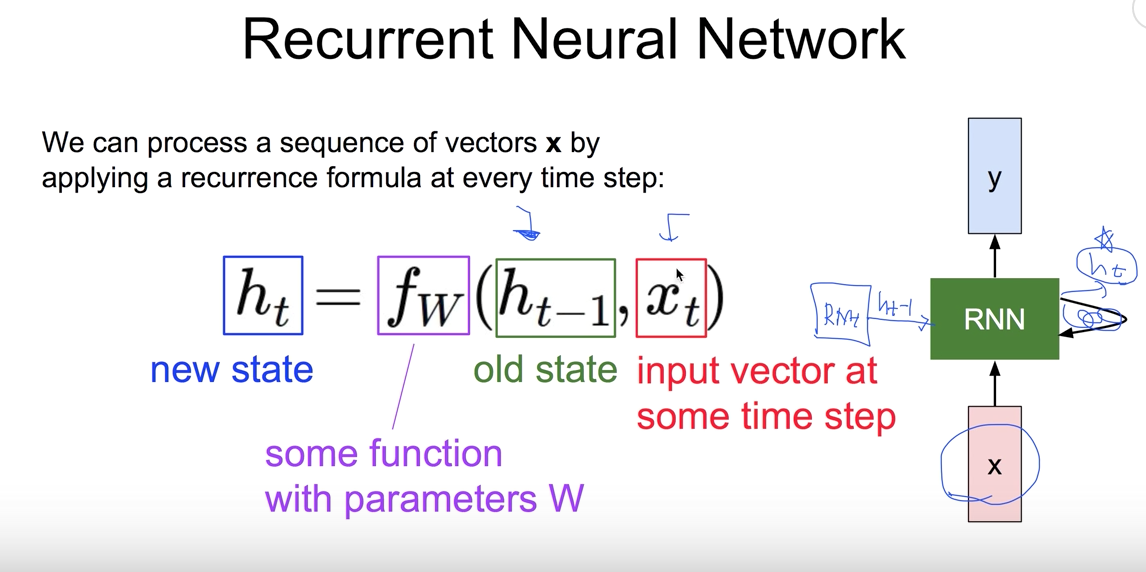 Recurrent Neural Network
We can process a sequence of vectors x by
applying a recurrence formula at every time step:
h_t = f_W(h_{t-1}, x_t)
new state
old state
input vector at
some time step
some function
with parameters W
y
h_t
RNN
h_{t-1}
RNN
x